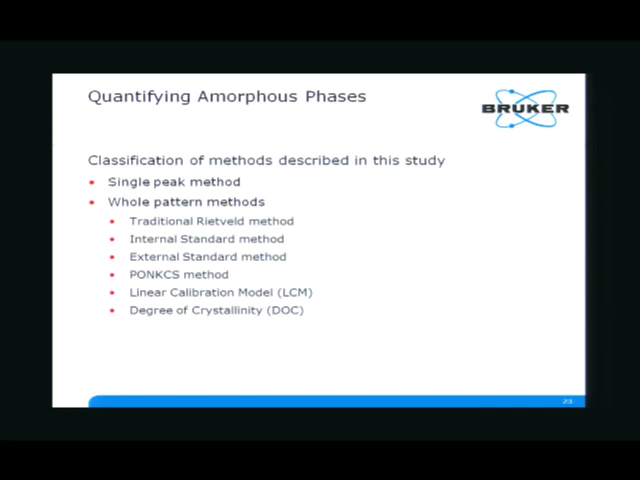 Quantifying Amorphous Phases
BRUKER
Classification of methods described in this study
Single peak method
Whole pattern methods
Traditional Rietveld method
Internal Standard method
External Standard method
PONKCS method
Linear Calibration Model (LCM)
Degree of Crystallinity (DOC)
23